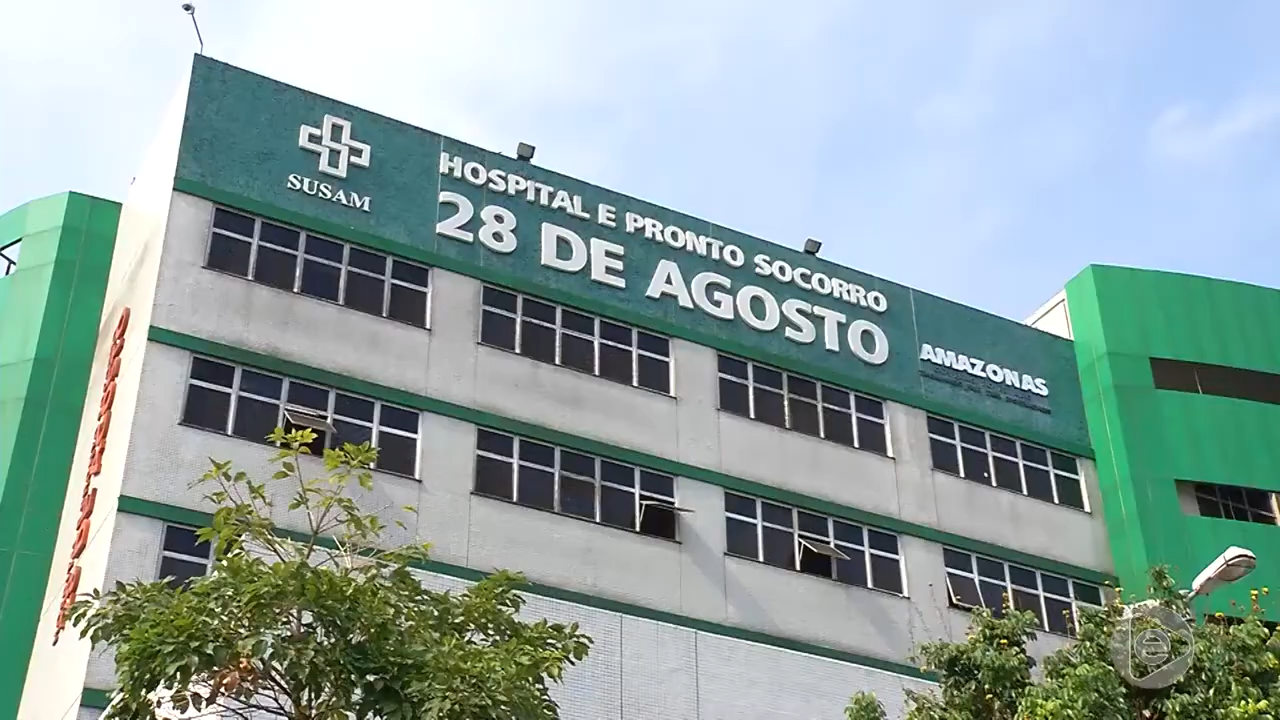 SUSAM
HOSPITAL E PRONTO SOCORRO
28 DE AGOSTO
AMAZONAS
e